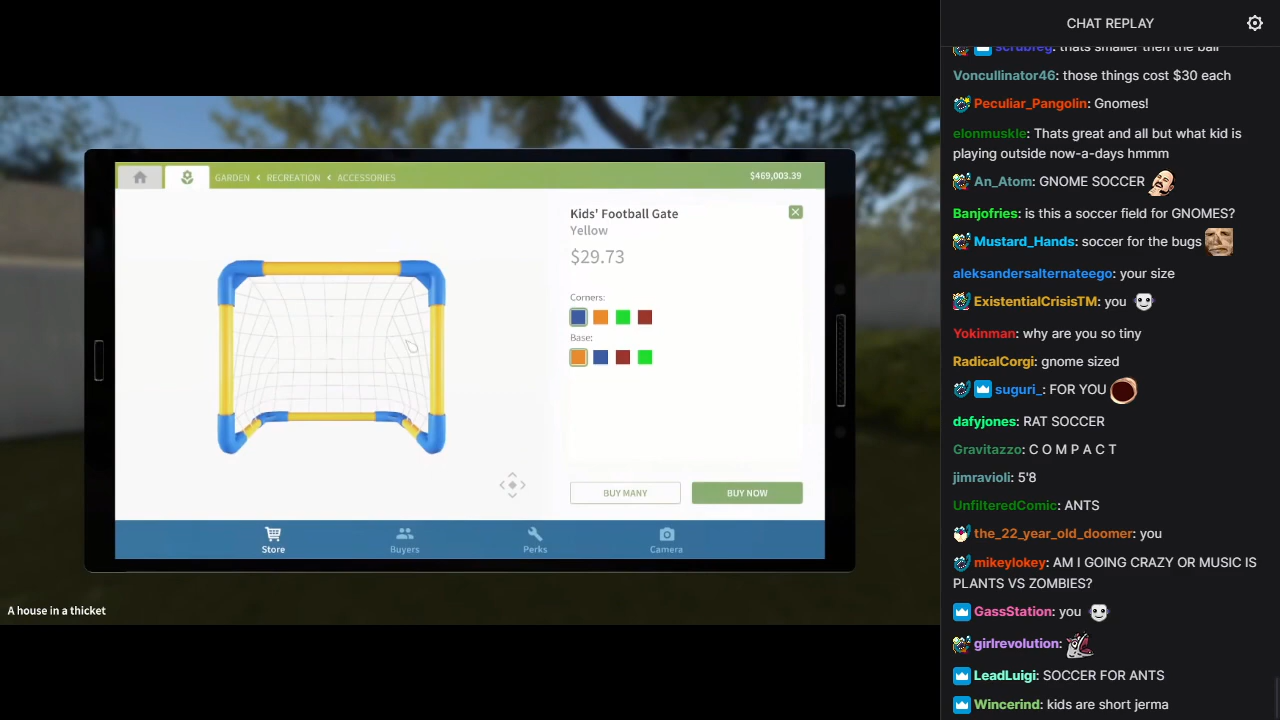 GARDEN < RECREATION < ACCESSORIES
$469,003.39
Kids' Football Gate
Yellow
$29.73
Corners:
Base:
BUY MANY
BUY NOW
Store
Buyers
Perks
Camera
A house in a thicket
CHAT REPLAY
scrubfeg: thats smaller then the ball
Voncullinator46: those things cost $30 each
Peculiar_Pangolin: Gnomes!
elonmuskle: Thats great and all but what kid is
playing outside now-a-days hmmm
An_Atom: GNOME SOCCER
Banjofries: is this a soccer field for GNOMES?
Mustard_Hands: soccer for the bugs
aleksandersalternateego: your size
ExistentialCrisisTM: you
Yokinman: why are you so tiny
RadicalCorgi: gnome sized
suguri_: FOR YOU
dafyjones: RAT SOCCER
Gravitazzo: C O M P A C T
jimravioli: 5'8
UnfilteredComic: ANTS
the_22_year_old_doomer: you
mikeylokey: AM I GOING CRAZY OR MUSIC IS
PLANTS VS ZOMBIES?
GassStation: you
girlrevolution:
LeadLuigi: SOCCER FOR ANTS
Wincerind: kids are short jerma